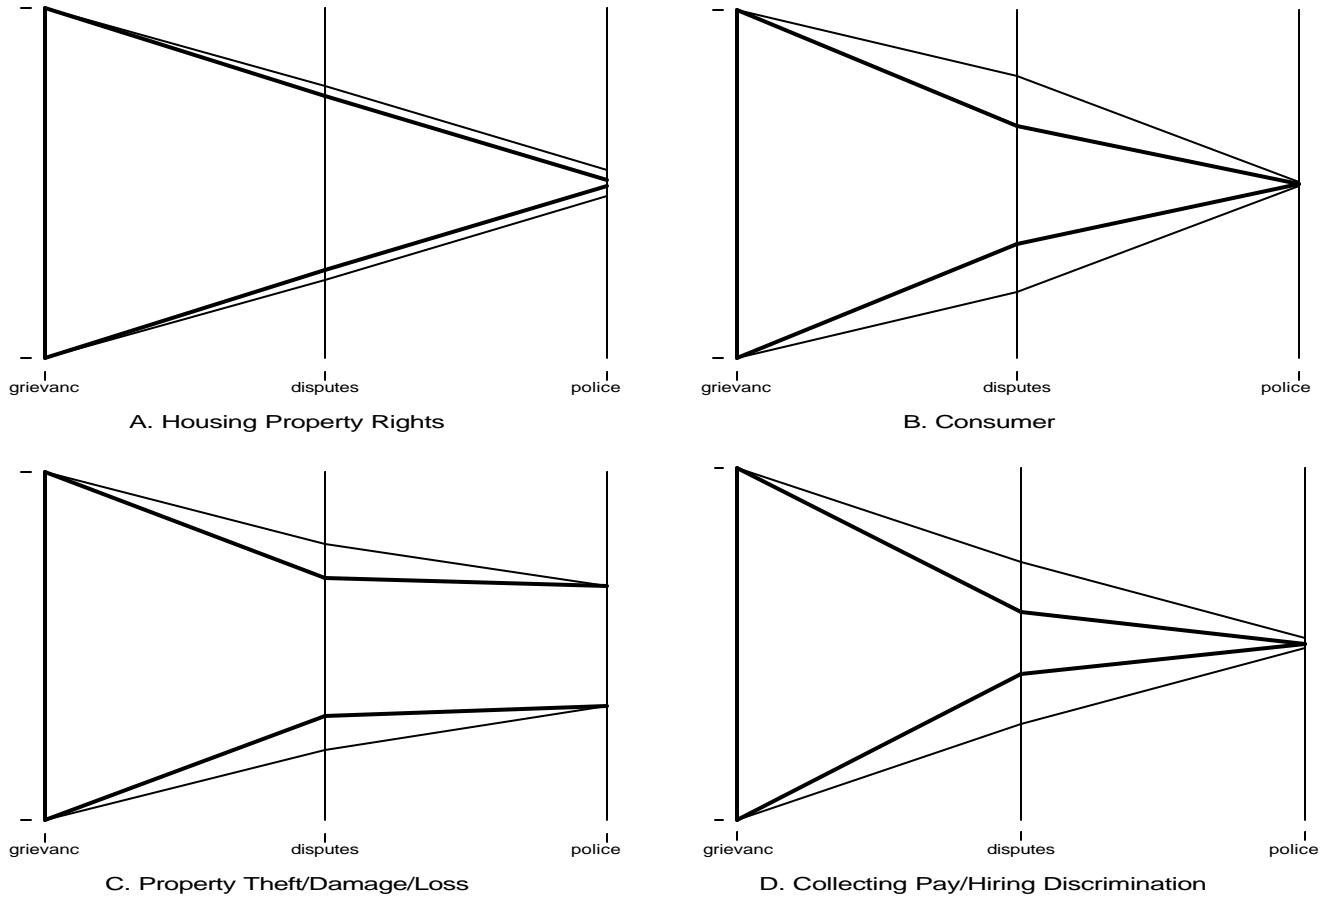 grievanc disputes police
A. Housing Property Rights
grievanc disputes police
B. Consumer
grievanc disputes police
C. Property Theft/Damage/Loss
grievanc disputes police
D. Collecting Pay/Hiring Discrimination